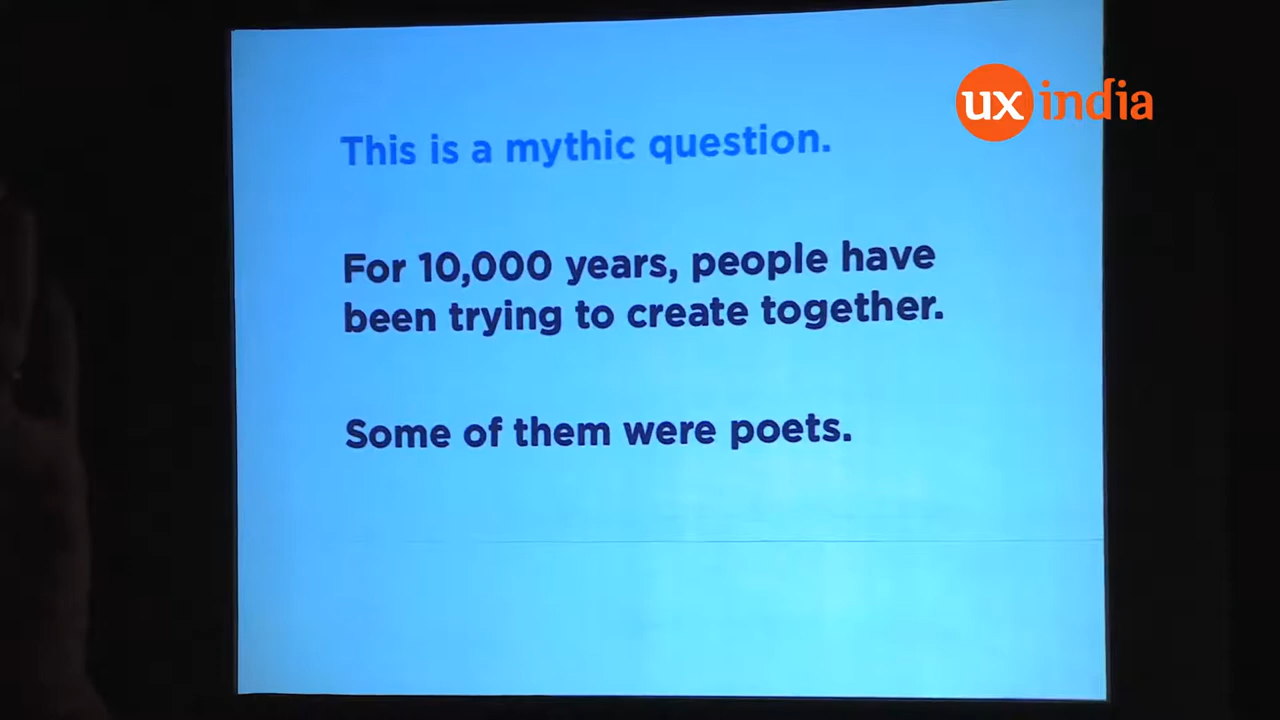 ux india
This is a mythic question.
For 10,000 years, people have
been trying to create together.
Some of them were poets.